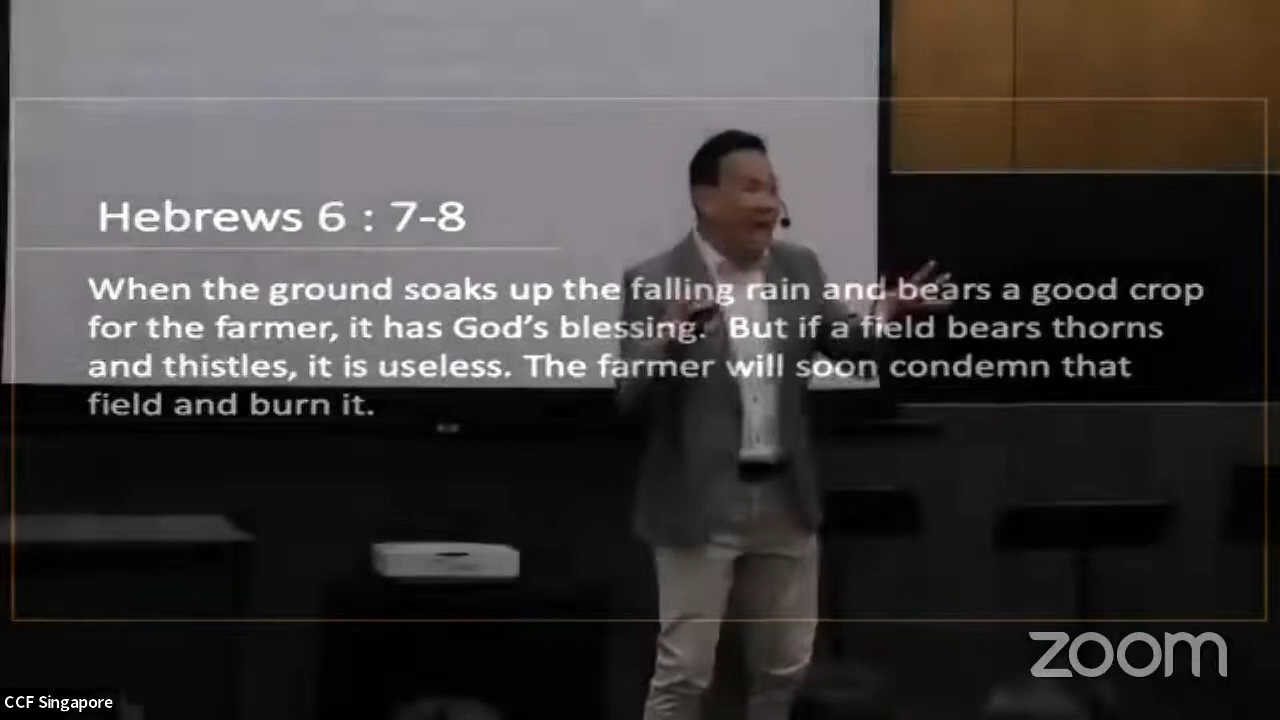 Hebrews 6 : 7-8
When the ground soaks up the falling rain and bears a good crop
for the farmer, it has God's blessing. But if a field bears thorns
and thistles, it is useless. The farmer will soon condemn that
field and burn it.
zoom
CCF Singapore